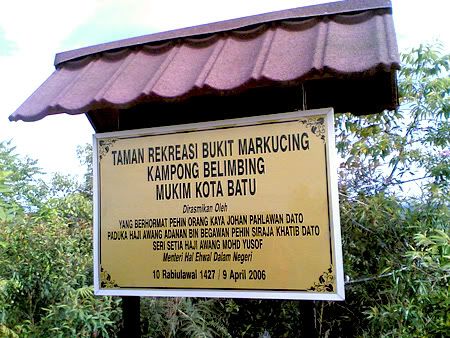 TAMAN REKREASI BUKIT MARKUCING
KAMPONG BELIMBING
MUKIM KOTA BATU
Dirasmikan Oleh
YANG BERHORMAT PEHIN ORANG KAYA JOHAN PAHLAWAN DATO
PADUKA HAJI AWANG ADANAN BIN BEGAWAN PEHIN SIRAJA KHATIB DATO
SERI SETIA HAJI AWANG MOHD YUSOF
Menteri Hal Ehwal Dalam Negeri
10 Rabiulawal 1427 / 9 April 2006